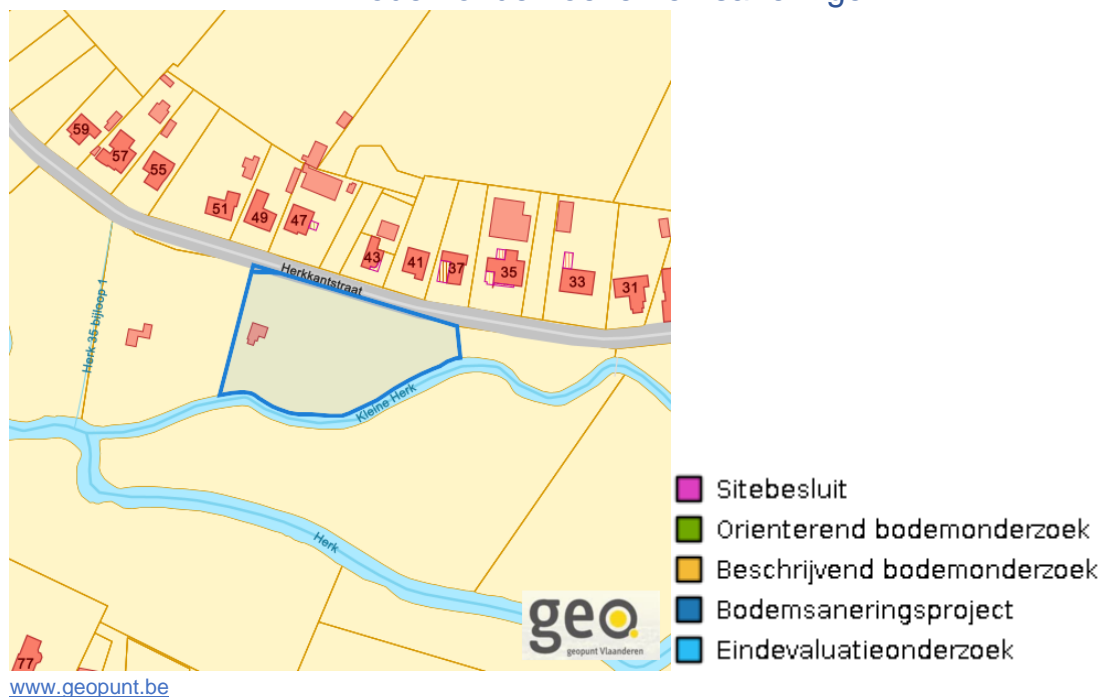 59
57
55
51
49
47
43
41
37
35
33
31
Herkkantstraat
Herk 35 bijloop 1
Kleine Herk
Herk
77
geo
geopunt Vlaanderen
Sitebesluit
Orienterend bodemonderzoek
Beschrijvend bodemonderzoek
Bodemsaneringsproject
Eindevaluatieonderzoek
www.geopunt.be